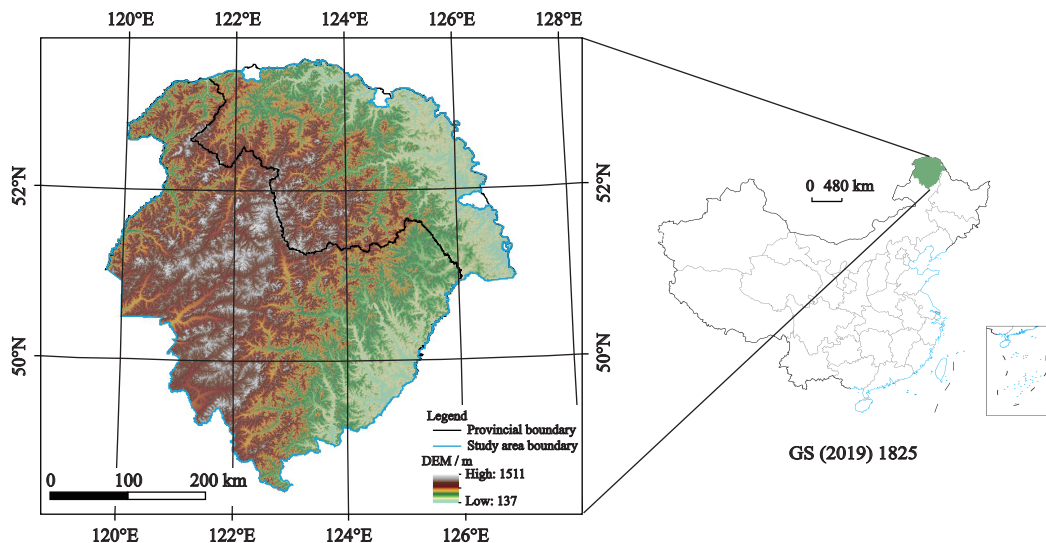 120°E 122°E 124°E 126°E 128°E
52°N
52°N
50°N
50°N
0 480 km
Legend
Provincial boundary
Study area boundary
DEM / m
High: 1511
Low: 137
0 100 200 km
120°E 122°E 124°E 126°E
GS (2019) 1825